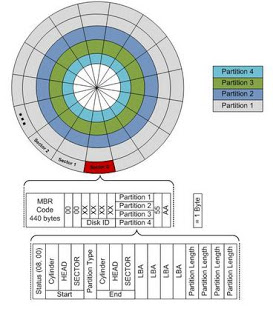 Partition 4
Partition 3
Partition 2
Partition 1
Sector 2
Sector 1
MBR
Code
440 bytes
00
00
XX
XX
XX
XX
Disk ID
Partition 1
Partition 2
Partition 3
Partition 4
55
AA
= 1 Byte
Status (08, 00)
Cylinder
HEAD
SECTOR
Start
Partition Type
Cylinder
HEAD
SECTOR
End
LBA
LBA
LBA
LBA
Partition Length
Partition Length
Partition Length
Partition Length